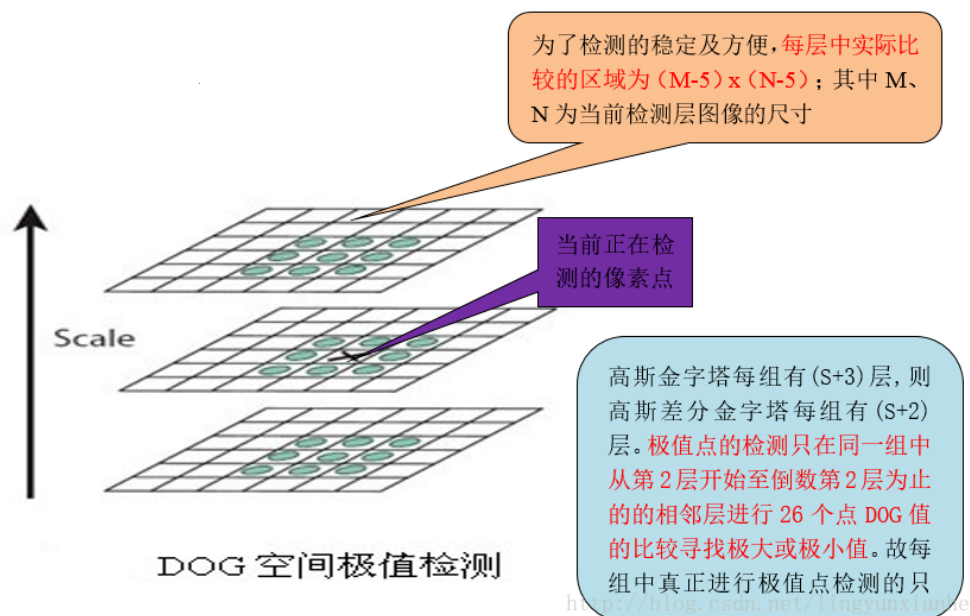 为了检测的稳定及方便，每层中实际比
较的区域为（M-5）x（N-5）；其中 M、
N 为当前检测层图像的尺寸
当前正在检
测的像素点
Scale
高斯金字塔每组有(S+3)层,则
高斯差分金字塔每组有(S+2)
层。极值点的检测只在同一组中
从第2层开始至倒数第2层为止
的的相邻层进行 26 个点 DOG 值
的比较寻找极大或极小值。故每
组中真正进行极值点检测的只
DOG 空间极值检测
http://blog.csdn.net/lingyunxianhe